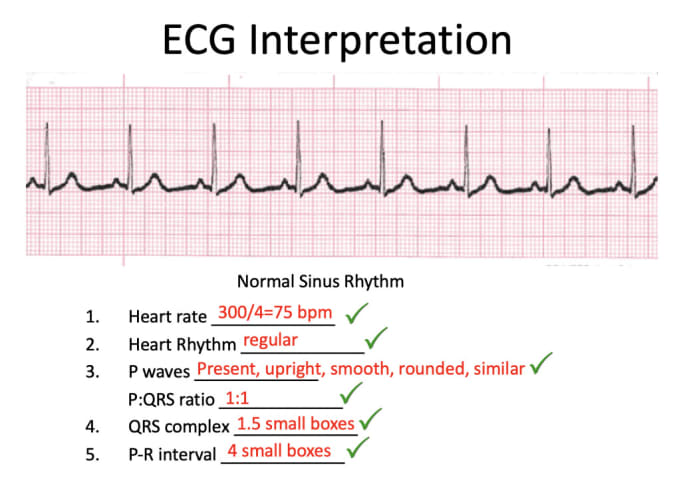 ECG Interpretation
Normal Sinus Rhythm
1. Heart rate 300/4=75 bpm ✓
2. Heart Rhythm regular ✓
3. P waves Present, upright, smooth, rounded, similar ✓
P:QRS ratio 1:1 ✓
4. QRS complex 1.5 small boxes ✓
5. P-R interval 4 small boxes ✓